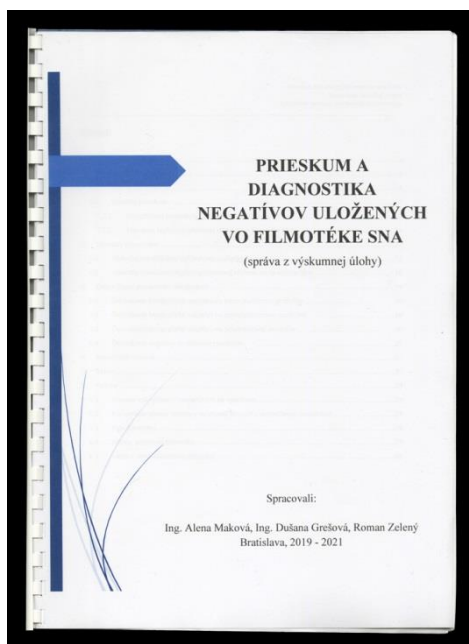 PRIESKUM A
DIAGNOSTIKA
NEGATÍVOV ULOŽENÝCH
VO FILMOTÉKE SNA
(správa z výskumnej úlohy)
Spracovali:
Ing. Alena Maková, Ing. Dušana Grešová, Roman Zelený
Bratislava, 2019 - 2021